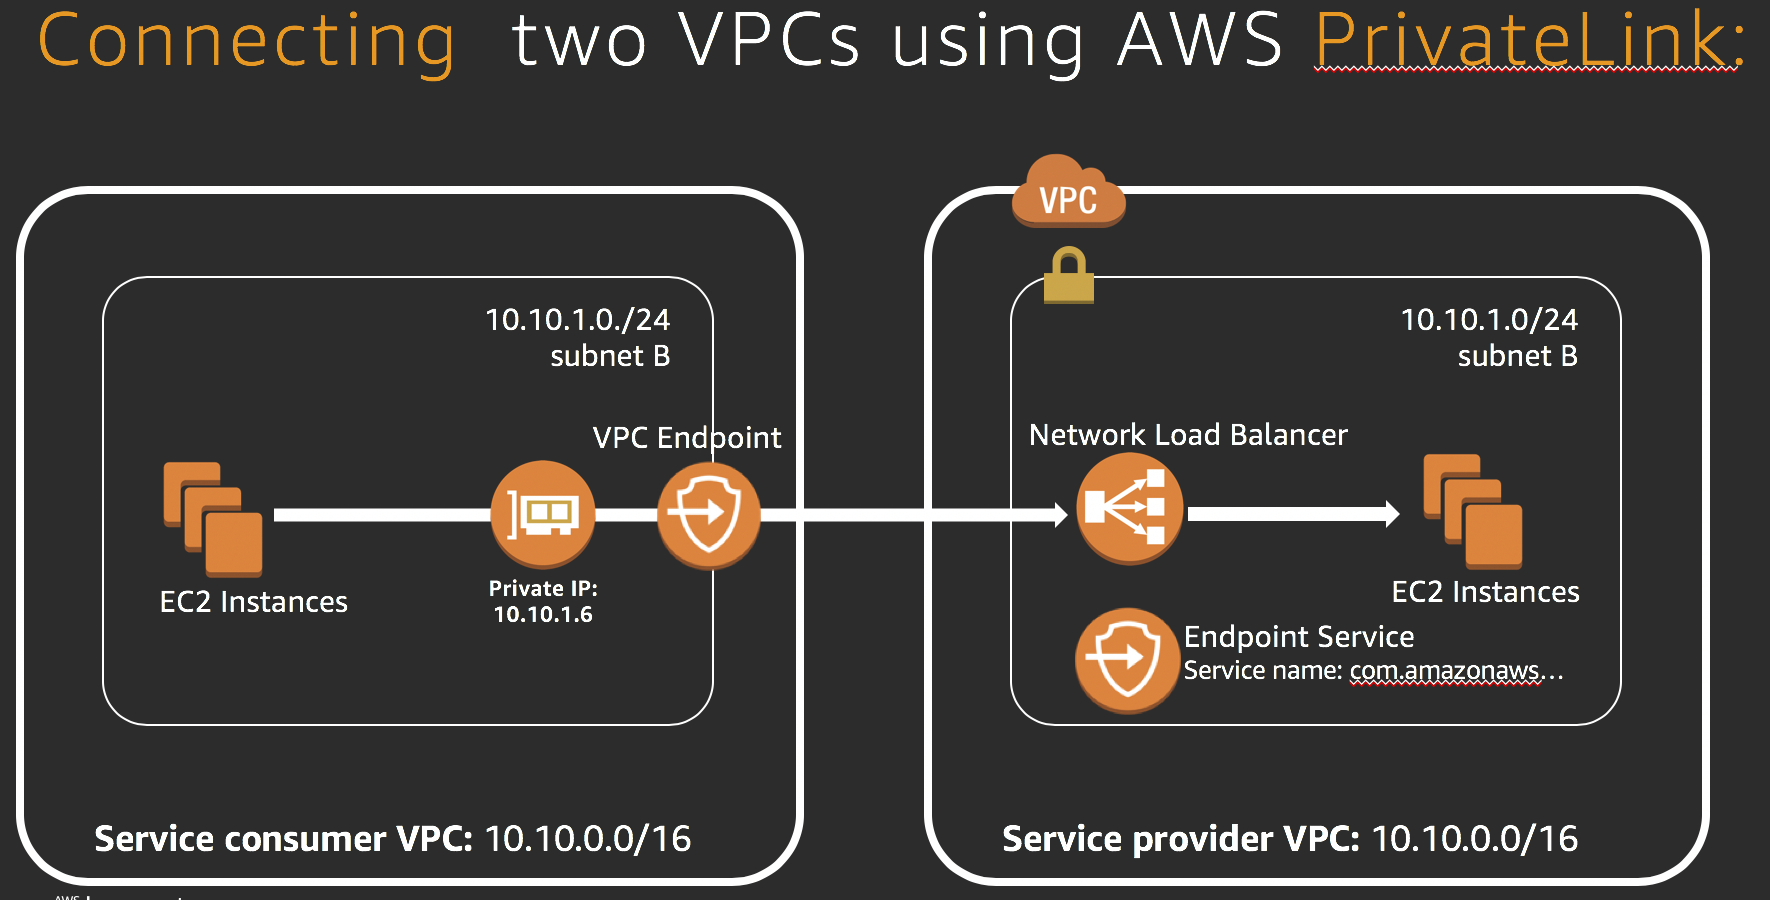 Connecting two VPCs using AWS PrivateLink:
VPC
10.10.1.0./24
subnet B
VPC Endpoint
EC2 Instances
Private IP:
10.10.1.6
10.10.1.0/24
subnet B
Network Load Balancer
EC2 Instances
Endpoint Service
Service name: com.amazonaws...
Service consumer VPC: 10.10.0.0/16
Service provider VPC: 10.10.0.0/16
AWS